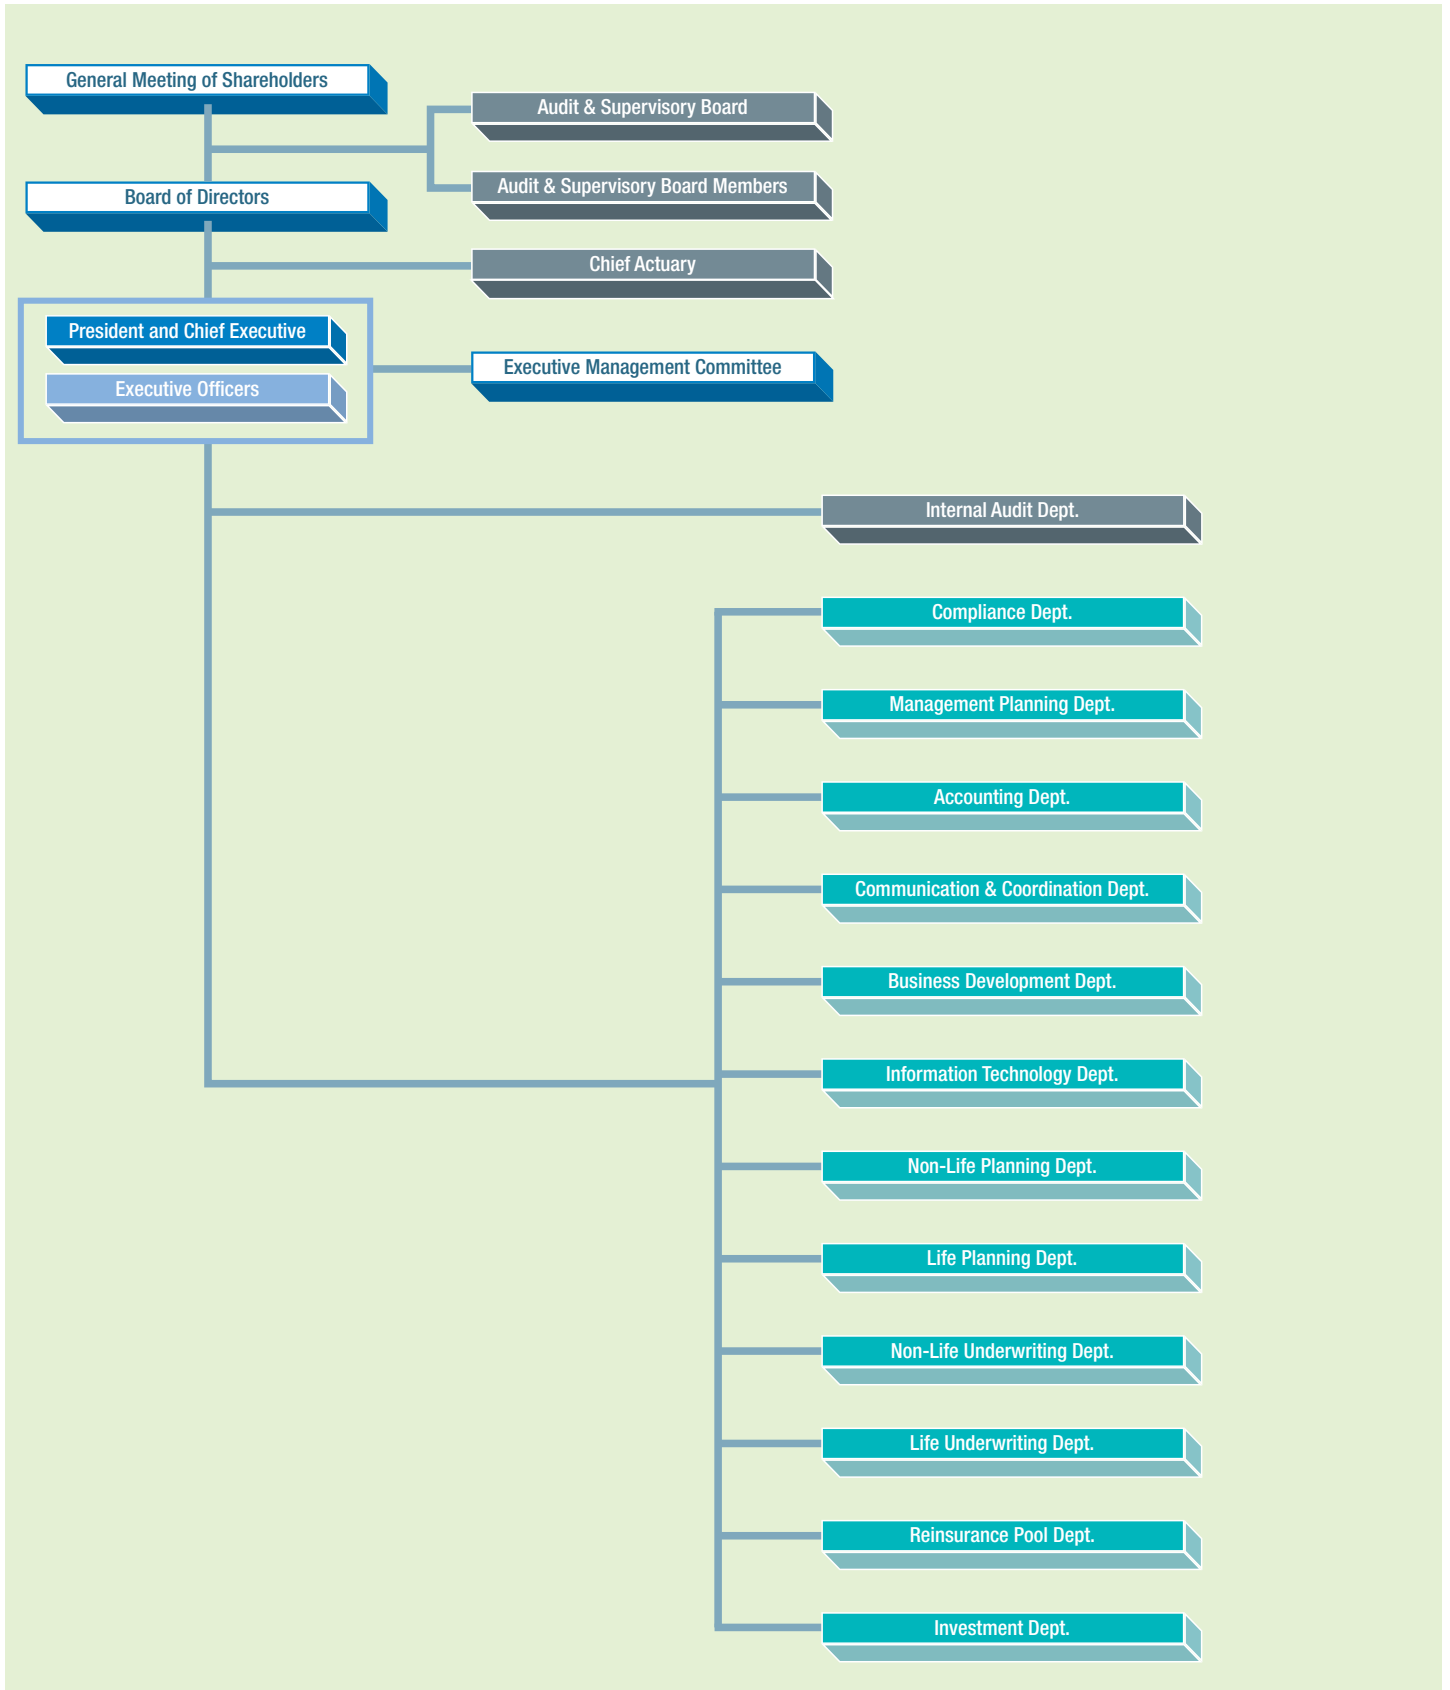 General Meeting of Shareholders
Audit & Supervisory Board
Audit & Supervisory Board Members
Board of Directors
Chief Actuary
President and Chief Executive
Executive Officers
Executive Management Committee
Internal Audit Dept.
Compliance Dept.
Management Planning Dept.
Accounting Dept.
Communication & Coordination Dept.
Business Development Dept.
Information Technology Dept.
Non-Life Planning Dept.
Life Planning Dept.
Non-Life Underwriting Dept.
Life Underwriting Dept.
Reinsurance Pool Dept.
Investment Dept.